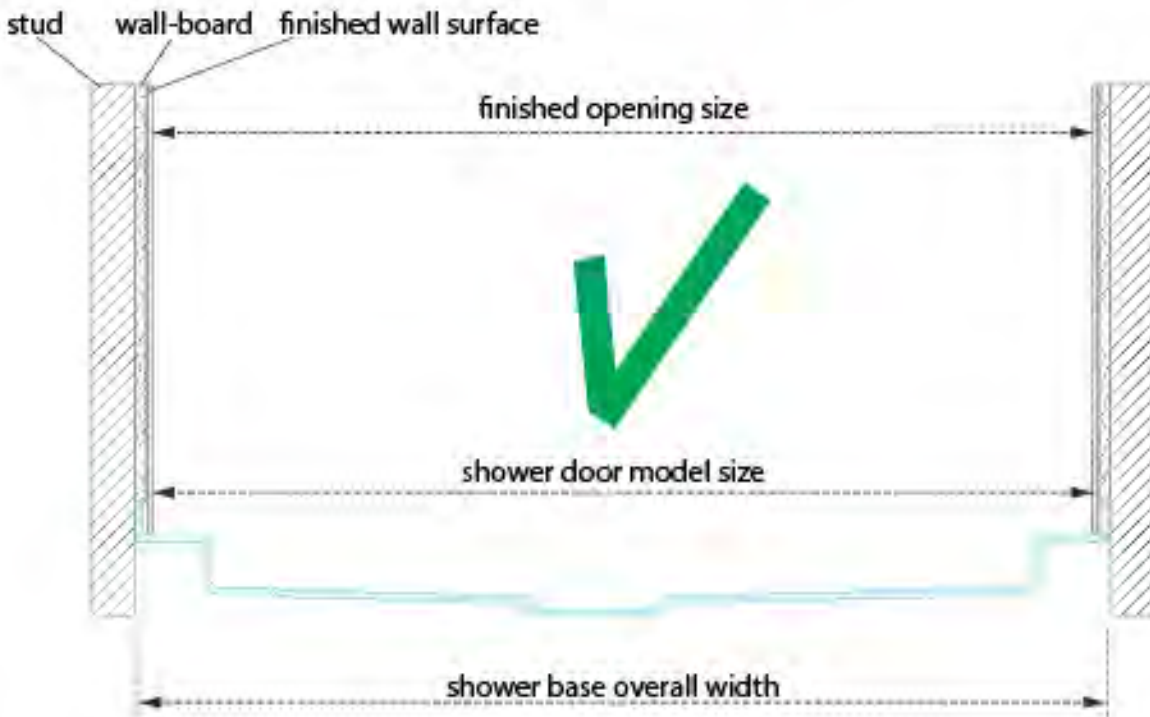 stud wall-board finished wall surface
finished opening size
shower door model size
shower base overall width